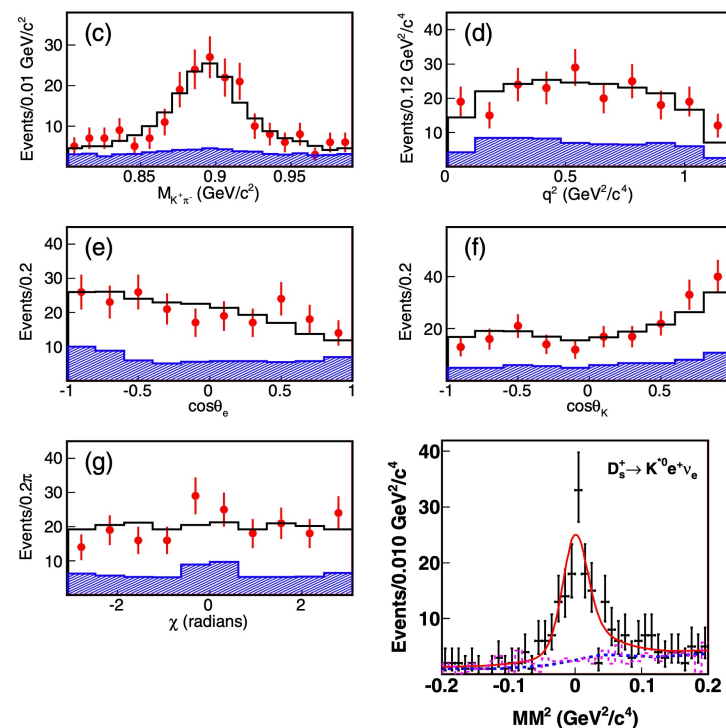 (c)
Events/0.01 GeV/c²
30
20
10
0.85
0.9
0.95
M_{K⁺π⁻} (GeV/c²)
(d)
Events/0.12 GeV²/c⁴
40
30
20
10
0
0.5
1
q² (GeV²/c⁴)
(e)
Events/0.2
40
30
20
10
-1
-0.5
0
0.5
1
cosθ_e
(f)
Events/0.2
40
20
-1
-0.5
0
0.5
1
cosθ_K
(g)
Events/0.2π
40
30
20
10
-2
0
2
χ (radians)
D_s⁺→ K^{*0}e⁺ν_e
Events/0.010 GeV²/c⁴
40
30
20
10
-0.2
-0.1
0
0.1
0.2
MM² (GeV²/c⁴)